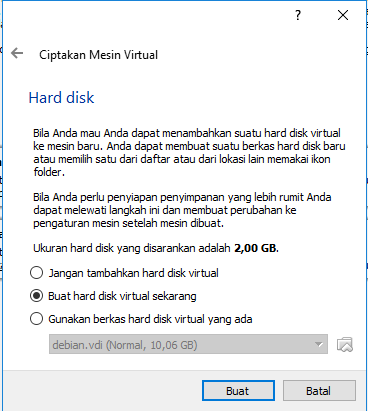 ?
Ciptakan Mesin Virtual
Hard disk
Bila Anda mau Anda dapat menambahkan suatu hard disk virtual
ke mesin baru. Anda dapat membuat suatu berkas hard disk baru
atau memilih satu dari daftar atau dari lokasi lain memakai ikon
folder.
Bila Anda perlu penyiapan penyimpanan yang lebih rumit Anda
dapat melewati langkah ini dan membuat perubahan ke
pengaturan mesin setelah mesin dibuat.
Ukuran hard disk yang disarankan adalah 2,00 GB.
Jangan tambahkan hard disk virtual
Buat hard disk virtual sekarang
Gunakan berkas hard disk virtual yang ada
debian.vdi (Normal, 10,06 GB)
Buat Batal